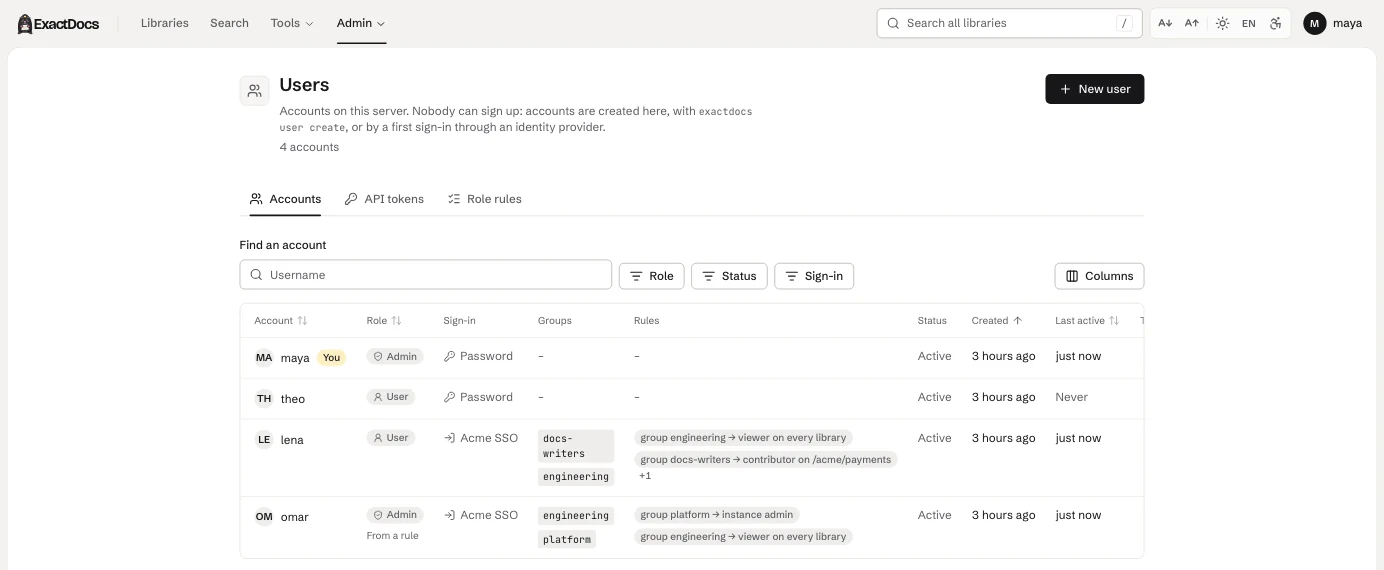 ExactDocs
Libraries Search Tools Admin
Search all libraries /
A A EN
M maya
Users
New user
Accounts on this server. Nobody can sign up: accounts are created here, with exactdocs
user create, or by a first sign-in through an identity provider.
4 accounts
Accounts API tokens Role rules
Find an account
Username
Role Status Sign-in Columns
Account Role Sign-in Groups Rules Status Created Last active
MA maya You Admin Password – – Active 3 hours ago just now
TH theo User Password – – Active 3 hours ago Never
LE lena User Acme SSO docs- group engineering → viewer on every library Active 3 hours ago just now
writers group docs-writers → contributor on /acme/payments
engineering +1
OM omar Admin Acme SSO engineering group platform → instance admin Active 3 hours ago just now
From a rule platform group engineering → viewer on every library